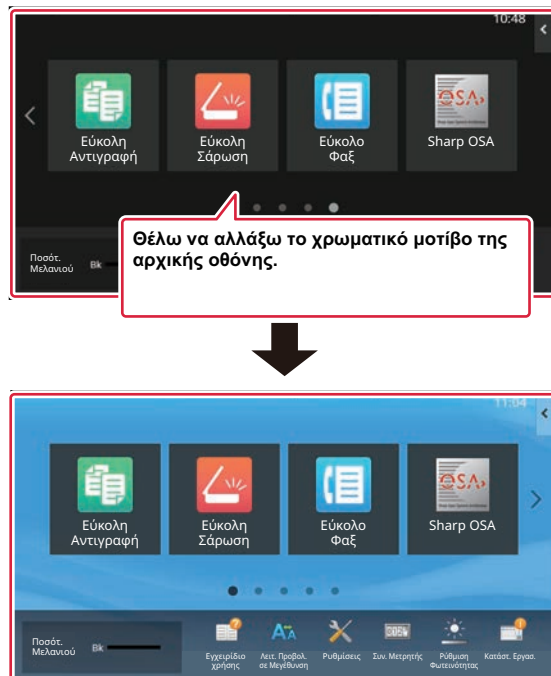 10:48
Εύκολη
Αντιγραφή
Εύκολη
Σάρωση
Εύκολο
Φαξ
OSA
Sharp OSA
Θέλω να αλλάξω το χρωματικό μοτίβο της
αρχικής οθόνης.
Ποσότ.
Μελανιού
Bk
11:04
Εύκολη
Αντιγραφή
Εύκολη
Σάρωση
Εύκολο
Φαξ
OSA
Sharp OSA
Ποσότ.
Μελανιού
Bk
Εγχειρίδιο
χρήσης
Λειτ. Προβολ.
σε Μεγέθυνση
Ρυθμίσεις
Συν. Μετρητής
Ρύθμιση
Φωτεινότητας
Κατάστ. Εργασ.